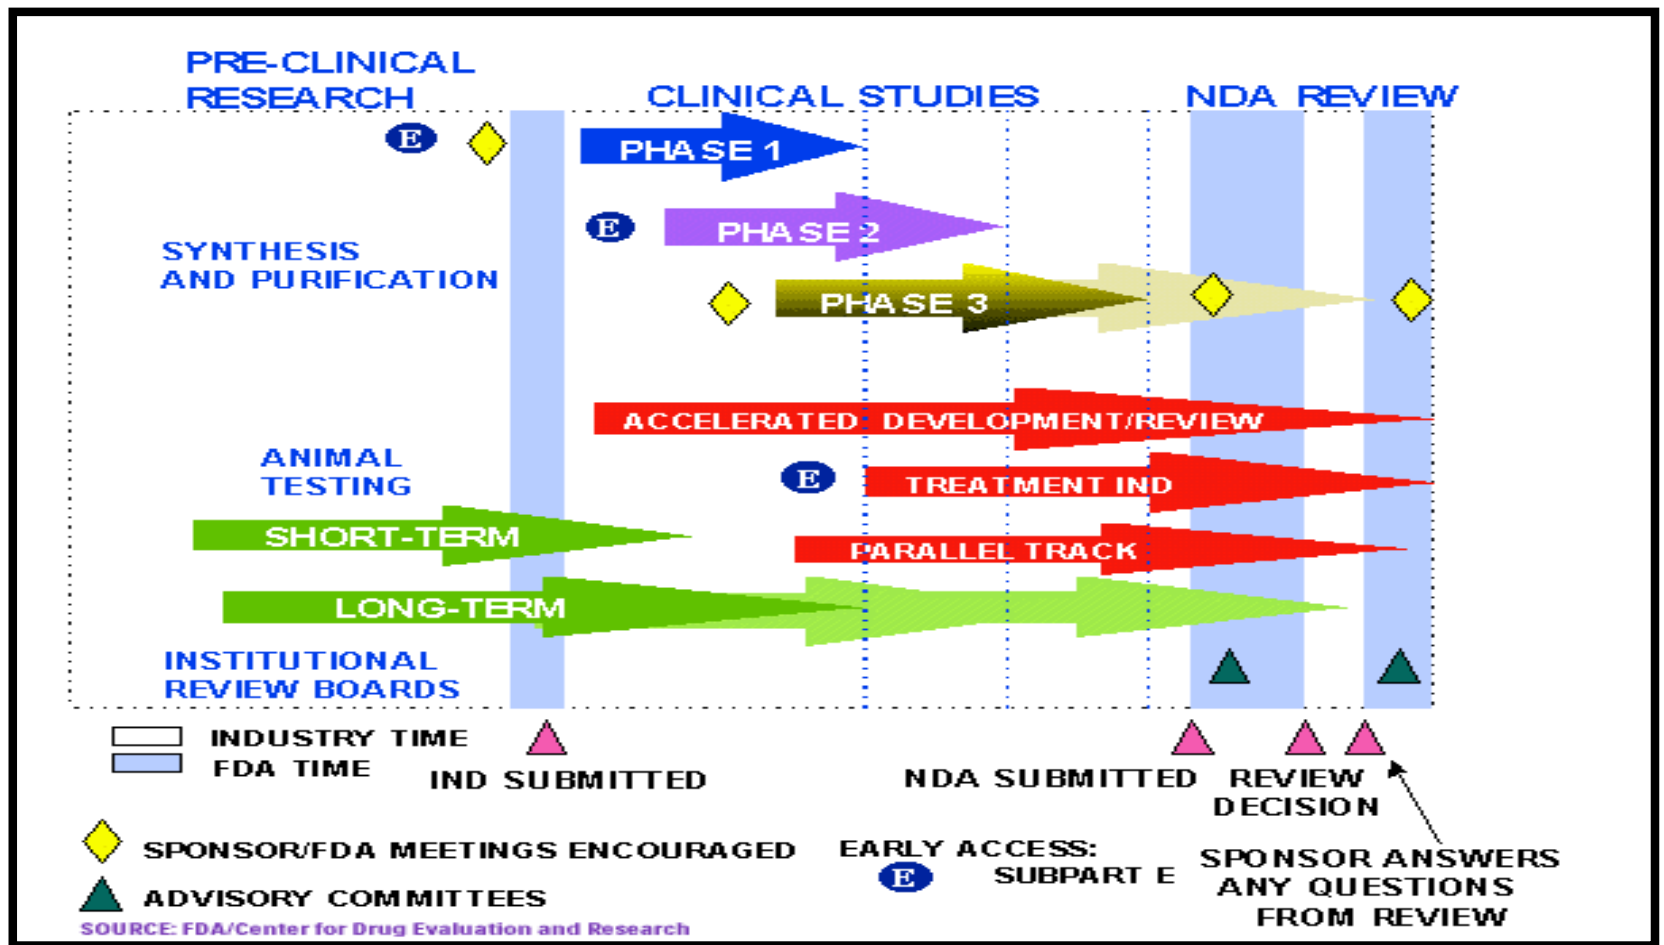 PRE-CLINICAL
RESEARCH
CLINICAL STUDIES
NDA REVIEW
E
PHASE 1
E
PHASE 2
SYNTHESIS
AND PURIFICATION
PHASE 3
ACCELERATED DEVELOPMENT/REVIEW
ANIMAL
TESTING
E
TREATMENT IND
SHORT-TERM
PARALLEL TRACK
LONG-TERM
INSTITUTIONAL
REVIEW BOARDS
INDUSTRY TIME
FDA TIME
IND SUBMITTED
NDA SUBMITTED
REVIEW
DECISION
SPONSOR/FDA MEETINGS ENCOURAGED
EARLY ACCESS:
E SUBPART E
SPONSOR ANSWERS
ANY QUESTIONS
FROM REVIEW
ADVISORY COMMITTEES
SOURCE: FDA/Center for Drug Evaluation and Research